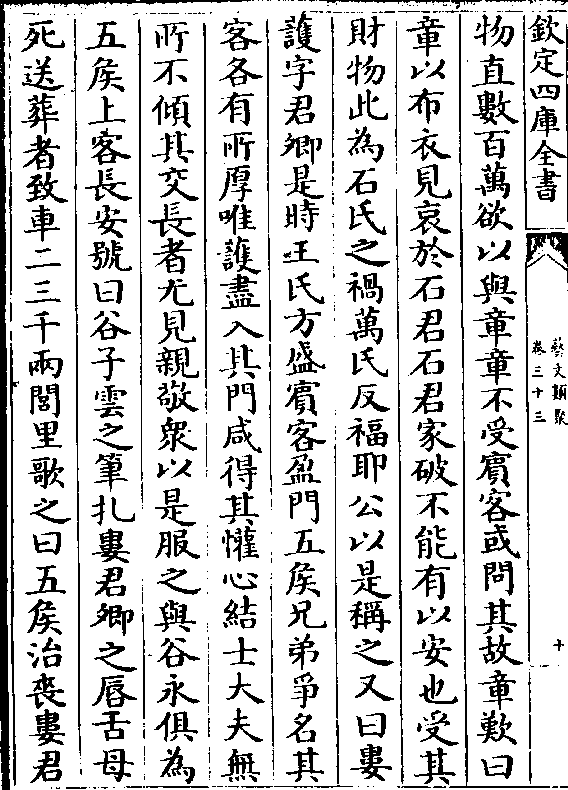 欽定四庫全書
藝文類聚
卷三十三
十
物直數百萬欲以與章章不受賔客或問其故章歎曰
章以布衣見哀於石君石君家破不能有以安也受其
財物此為石氏之禍萬氏反福耶公以是稱之又曰婁
䕶字君卿是時王氏方盛賔客盈門五矦兄弟爭名其
客各有所厚唯䕶盡入其門咸得其懽心結士大夫無
所不傾其交長者尤見親敬衆以是服之與谷永俱為
五矦上客長安號曰谷子雲之筆札婁君卿之唇舌母
死送葬者致車二三千兩閭里歌之曰五矦治喪婁君